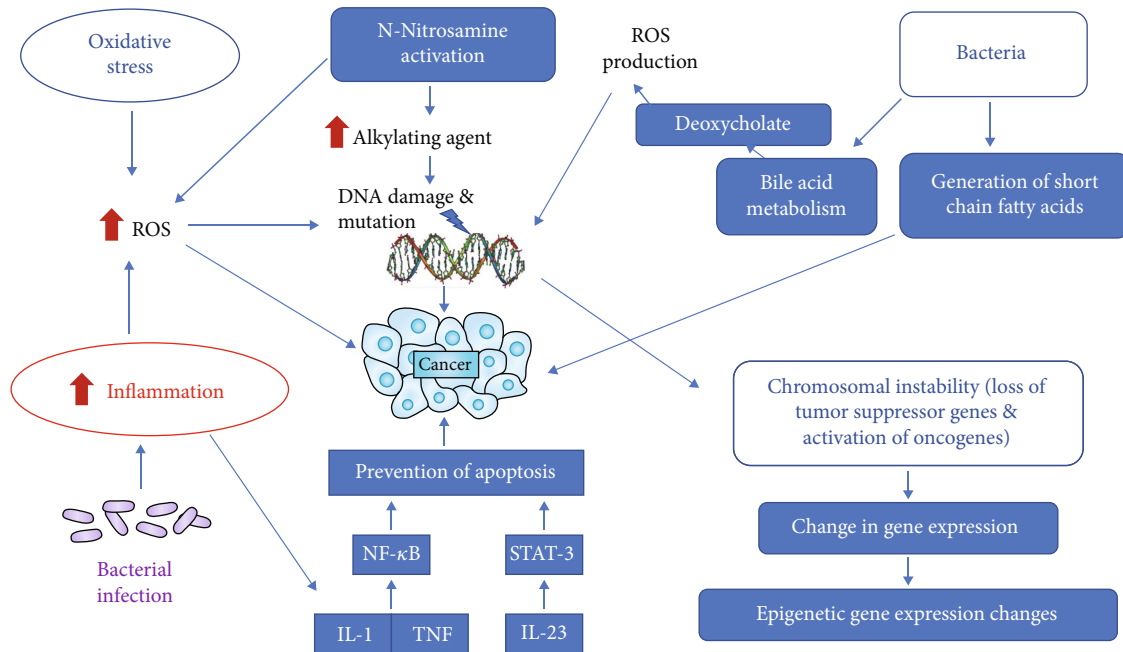 Oxidative
stress
N-Nitrosamine
activation
ROS
production
Bacteria
Alkylating agent
Deoxycholate
Bile acid
metabolism
Generation of short
chain fatty acids
DNA damage &
mutation
ROS
Cancer
Inflammation
Chromosomal instability (loss of
tumor suppressor genes &
activation of oncogenes)
Prevention of apoptosis
Change in gene expression
NF-κB
STAT-3
Bacterial
infection
Epigenetic gene expression changes
IL-1
TNF
IL-23